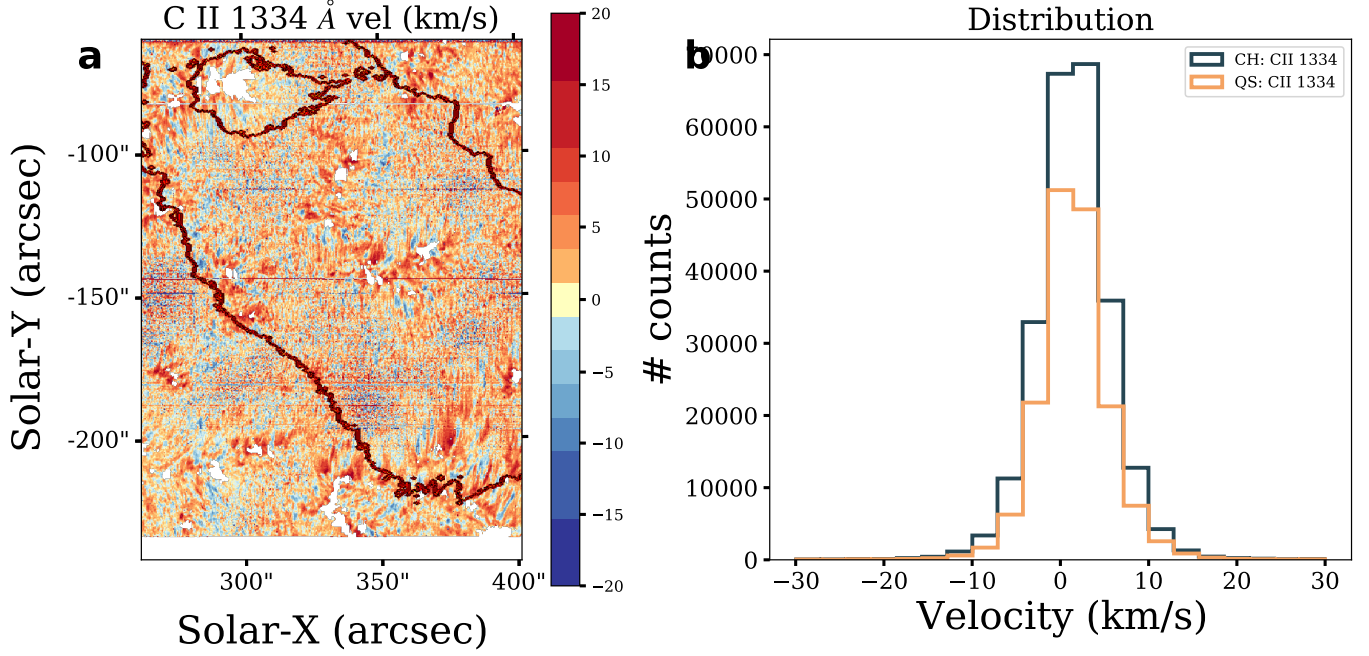 C II 1334 Å vel (km/s)
a
Solar-Y (arcsec)
-100"
-150"
-200"
300"
350"
400"
Solar-X (arcsec)
20
15
10
5
0
−5
−10
−15
−20
Distribution
b
# counts
60000
50000
40000
30000
20000
10000
0
−30
−20
−10
0
10
20
30
Velocity (km/s)
CH: CII 1334
QS: CII 1334